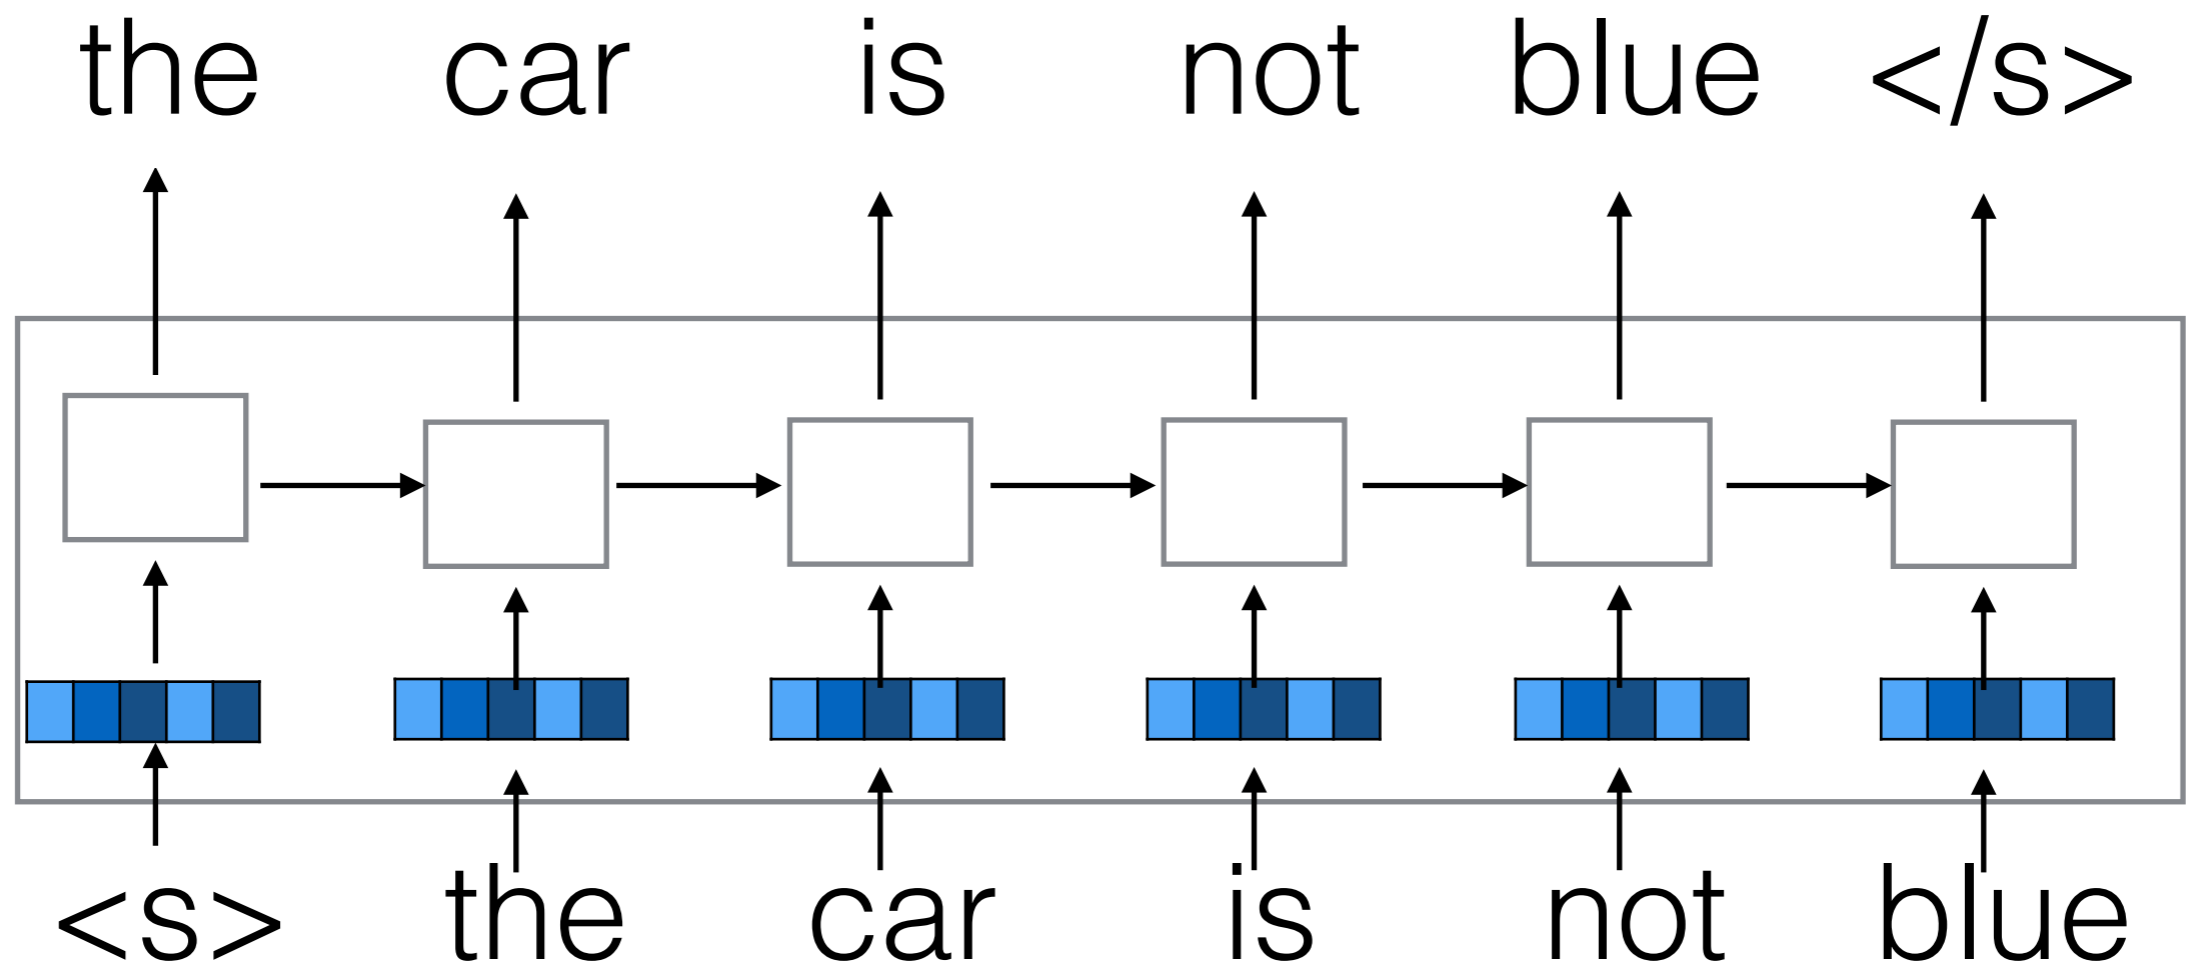 the car is not blue </s>
<s> the car is not blue